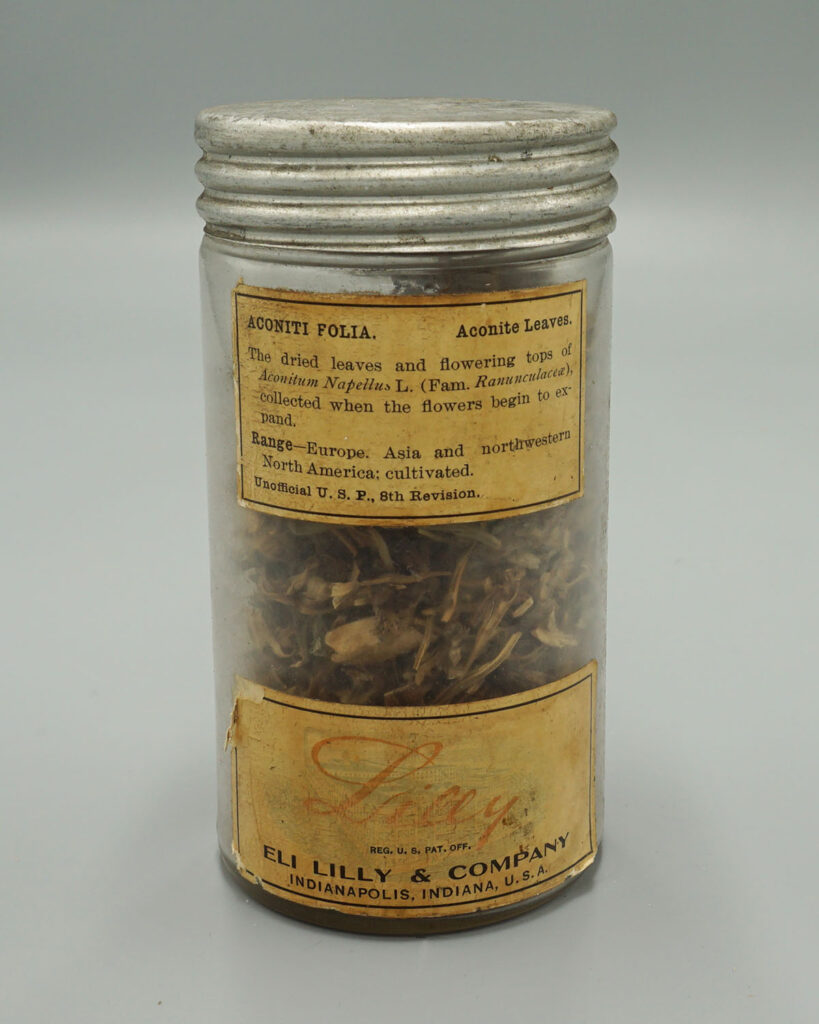 ACONITI FOLIA. Aconite Leaves.
The dried leaves and flowering tops of
Aconitum Napellus L. (Fam. Ranunculaceæ),
collected when the flowers begin to ex-
pand.
Range—Europe. Asia and northwestern
North America; cultivated.
Unofficial U. S. P., 8th Revision.
Lilly
REG. U. S. PAT. OFF.
ELI LILLY & COMPANY
INDIANAPOLIS, INDIANA, U. S. A.